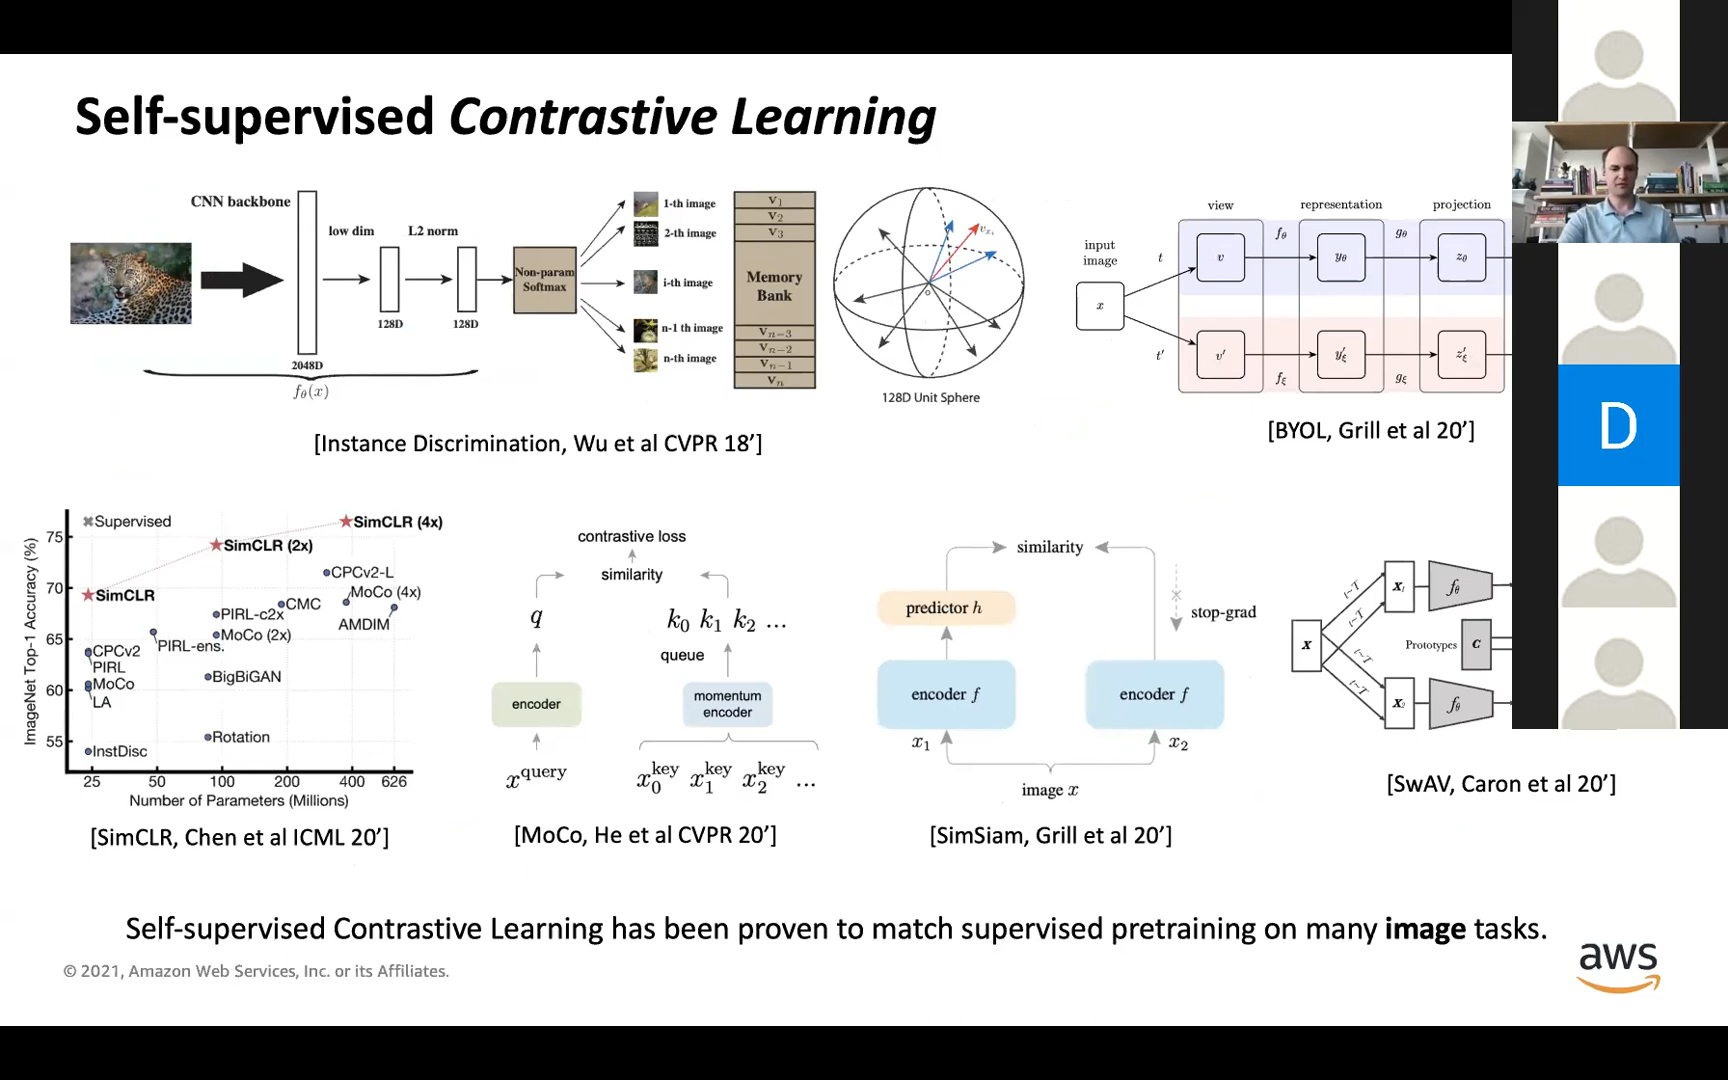 Self-supervised Contrastive Learning
CNN backbone
low dim
L2 norm
2048D
128D
128D
fθ(x)
Non-param
Softmax
1-th image
2-th image
i-th image
n-1 th image
n-th image
v1
v2
v3
Memory
Bank
vn−3
vn−2
vn−1
vn
128D Unit Sphere
[Instance Discrimination, Wu et al CVPR 18’]
view
representation
projection
input
image
x
t
t′
v
fθ
yθ
gθ
zθ
v′
fξ
y′ξ
gξ
z′ξ
[BYOL, Grill et al 20’]
D
ImageNet Top-1 Accuracy (%)
75
70
65
60
55
Supervised
SimCLR (4x)
SimCLR (2x)
SimCLR
CPCv2-L
MoCo (4x)
CMC
PIRL-c2x
AMDIM
MoCo (2x)
PIRL-ens.
CPCv2
PIRL
MoCo
LA
BigBiGAN
Rotation
InstDisc
25 50 100 200 400 626
Number of Parameters (Millions)
[SimCLR, Chen et al ICML 20’]
contrastive loss
similarity
q
k0 k1 k2 ...
queue
encoder
momentum
encoder
xquery
x0key x1key x2key ...
[MoCo, He et al CVPR 20’]
similarity
predictor h
stop-grad
encoder f
encoder f
x1
x2
image x
[SimSiam, Grill et al 20’]
X
t~T
t~T
t~T
t~T
X1
fθ
Prototypes C
X2
fθ
[SwAV, Caron et al 20’]
Self-supervised Contrastive Learning has been proven to match supervised pretraining on many image tasks.
© 2021, Amazon Web Services, Inc. or its Affiliates.
aws